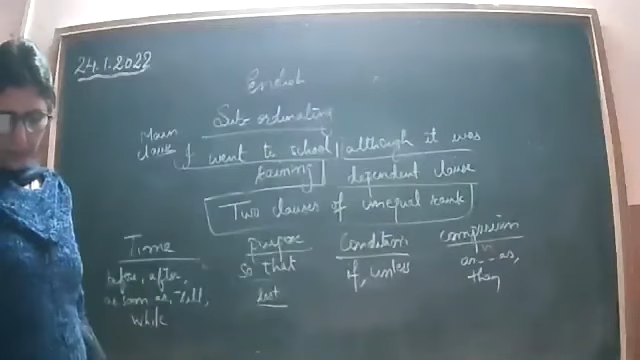 24.1.2022
English
Sub ordinating
Main clause
I went to school, although it was
raining dependent clause
Two clauses of unequal rank
Time purpose Condition comparison
before, after, so that if, unless as - - as,
as soon as, Till, lest than
while